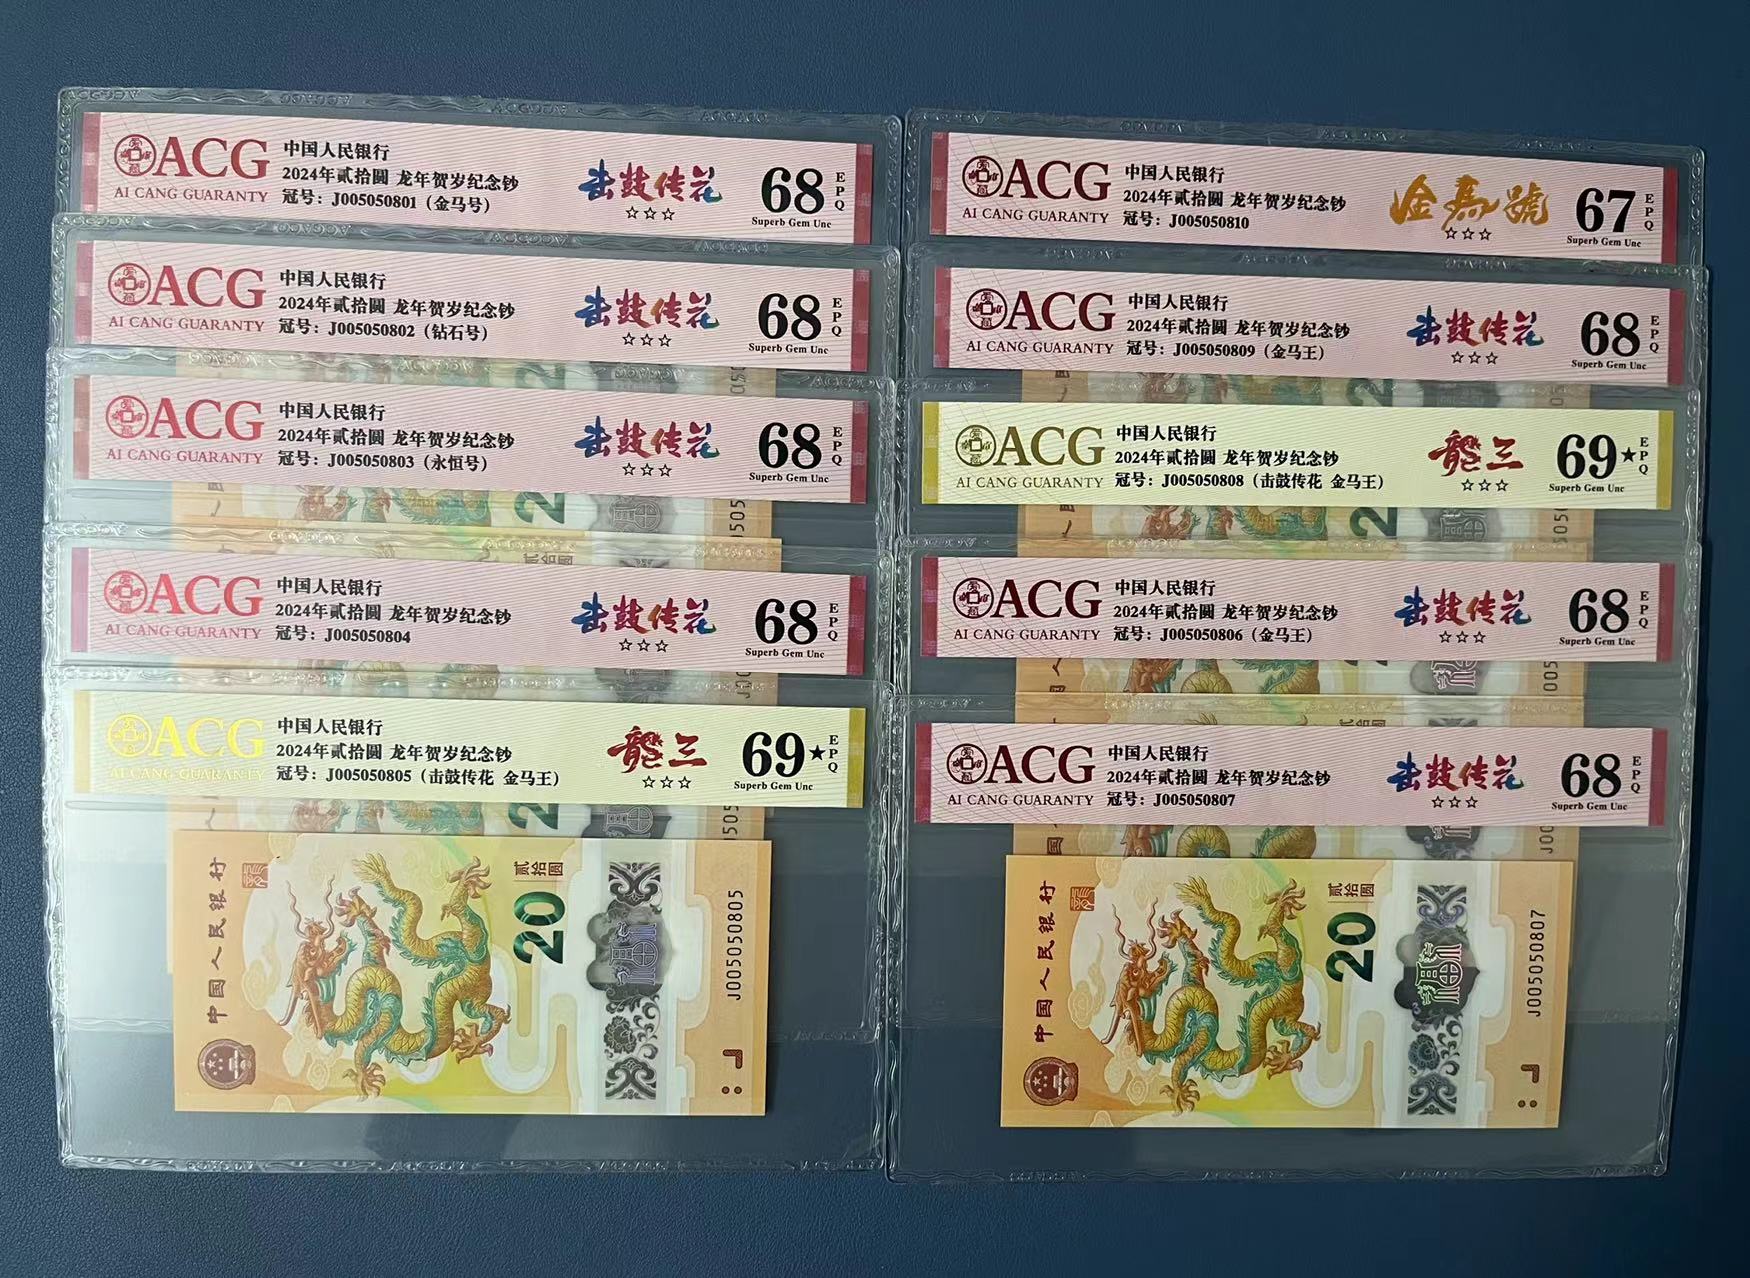 ACG
AI CANG GUARANTY
中国人民银行
2024年贰拾圆 龙年贺岁纪念钞
冠号：J005050801（金马号）
击鼓传花
☆☆☆
68
EPQ
Superb Gem Unc
ACG
AI CANG GUARANTY
中国人民银行
2024年贰拾圆 龙年贺岁纪念钞
冠号：J005050802（钻石号）
击鼓传花
☆☆☆
68
EPQ
Superb Gem Unc
ACG
AI CANG GUARANTY
中国人民银行
2024年贰拾圆 龙年贺岁纪念钞
冠号：J005050803（永恒号）
击鼓传花
☆☆☆
68
EPQ
Superb Gem Unc
ACG
AI CANG GUARANTY
中国人民银行
2024年贰拾圆 龙年贺岁纪念钞
冠号：J005050804
击鼓传花
☆☆☆
68
EPQ
Superb Gem Unc
ACG
AI CANG GUARANTY
中国人民银行
2024年贰拾圆 龙年贺岁纪念钞
冠号：J005050805（击鼓传花 金马王）
龍三
☆☆☆
69★
EPQ
Superb Gem Unc
中国人民银行
贰拾圆
20
J005050805
ACG
AI CANG GUARANTY
中国人民银行
2024年贰拾圆 龙年贺岁纪念钞
冠号：J005050810
金馬號
☆☆☆
67
EPQ
Superb Gem Unc
ACG
AI CANG GUARANTY
中国人民银行
2024年贰拾圆 龙年贺岁纪念钞
冠号：J005050809（金马王）
击鼓传花
☆☆☆
68
EPQ
Superb Gem Unc
ACG
AI CANG GUARANTY
中国人民银行
2024年贰拾圆 龙年贺岁纪念钞
冠号：J005050808（击鼓传花 金马王）
龍三
☆☆☆
69★
EPQ
Superb Gem Unc
ACG
AI CANG GUARANTY
中国人民银行
2024年贰拾圆 龙年贺岁纪念钞
冠号：J005050806（金马王）
击鼓传花
☆☆☆
68
EPQ
Superb Gem Unc
ACG
AI CANG GUARANTY
中国人民银行
2024年贰拾圆 龙年贺岁纪念钞
冠号：J005050807
击鼓传花
☆☆☆
68
EPQ
Superb Gem Unc
中国人民银行
贰拾圆
20
J005050807